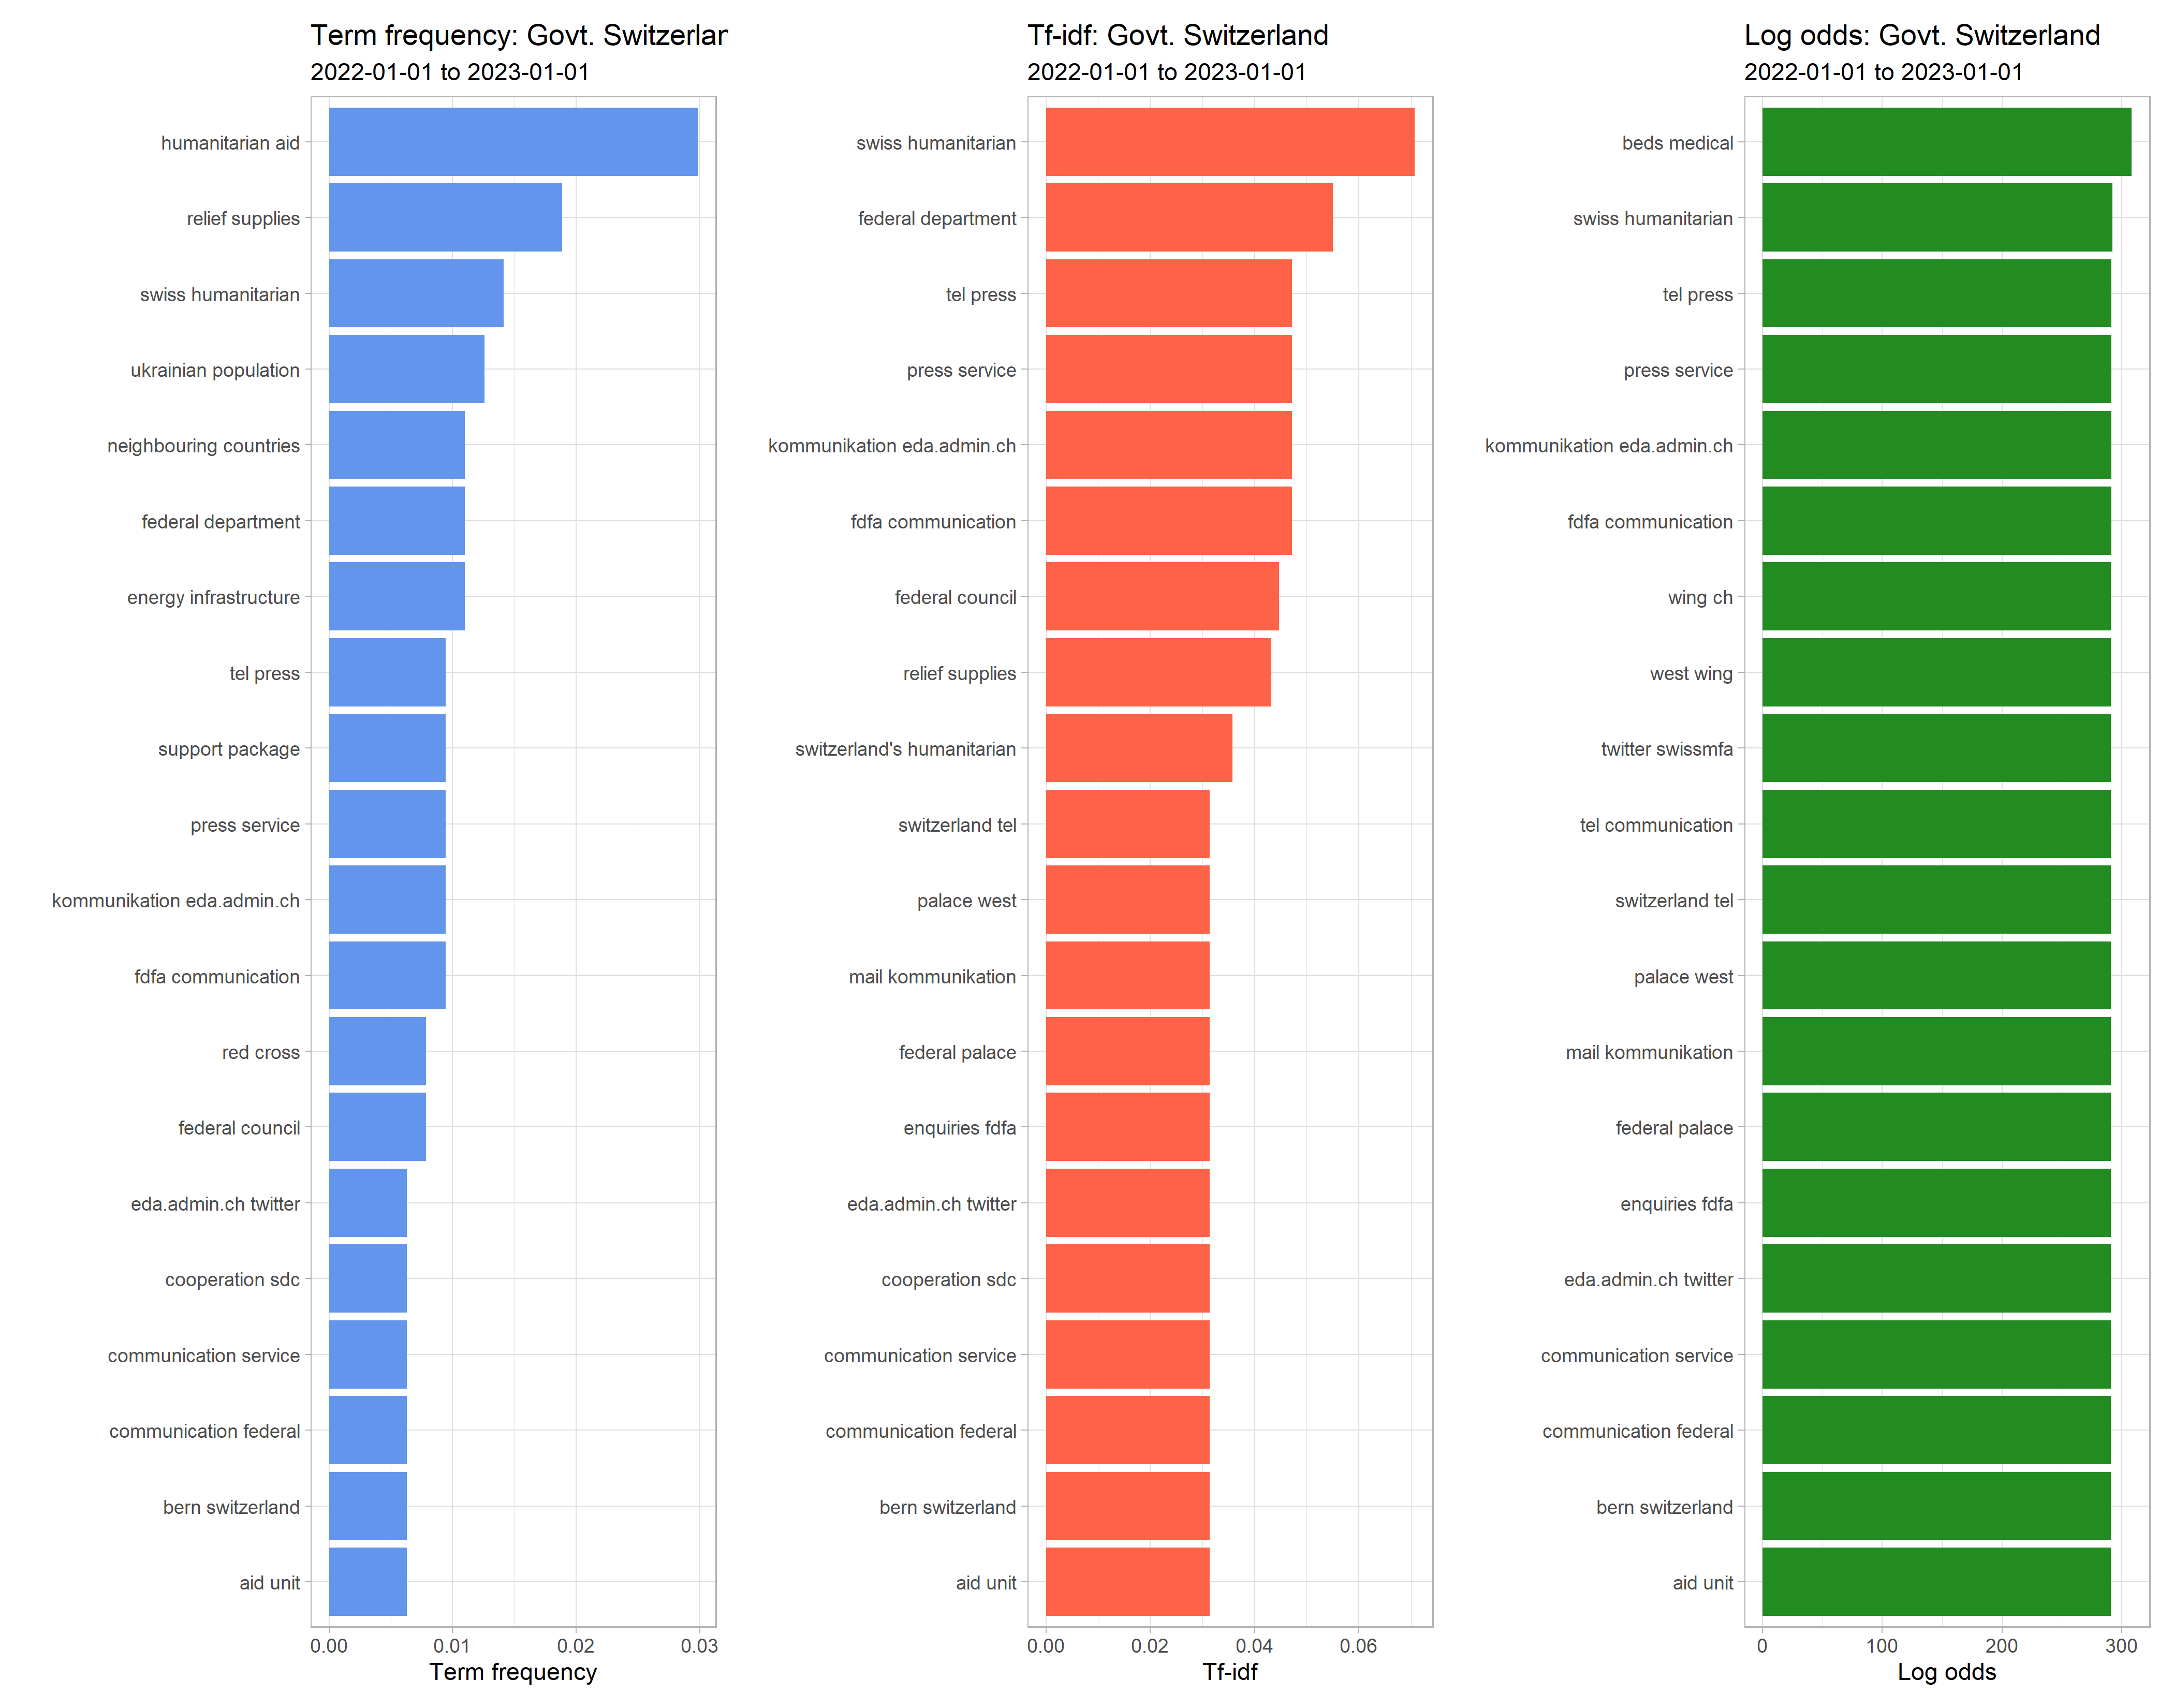 Term frequency: Govt. Switzerlan
2022-01-01 to 2023-01-01
humanitarian aid
relief supplies
swiss humanitarian
ukrainian population
neighbouring countries
federal department
energy infrastructure
tel press
support package
press service
kommunikation eda.admin.ch
fdfa communication
red cross
federal council
eda.admin.ch twitter
cooperation sdc
communication service
communication federal
bern switzerland
aid unit
0.00 0.01 0.02 0.03
Term frequency
Tf-idf: Govt. Switzerland
2022-01-01 to 2023-01-01
swiss humanitarian
federal department
tel press
press service
kommunikation eda.admin.ch
fdfa communication
federal council
relief supplies
switzerland's humanitarian
switzerland tel
palace west
mail kommunikation
federal palace
enquiries fdfa
eda.admin.ch twitter
cooperation sdc
communication service
communication federal
bern switzerland
aid unit
0.00 0.02 0.04 0.06
Tf-idf
Log odds: Govt. Switzerland
2022-01-01 to 2023-01-01
beds medical
swiss humanitarian
tel press
press service
kommunikation eda.admin.ch
fdfa communication
wing ch
west wing
twitter swissmfa
tel communication
switzerland tel
palace west
mail kommunikation
federal palace
enquiries fdfa
eda.admin.ch twitter
communication service
communication federal
bern switzerland
aid unit
0 100 200 300
Log odds